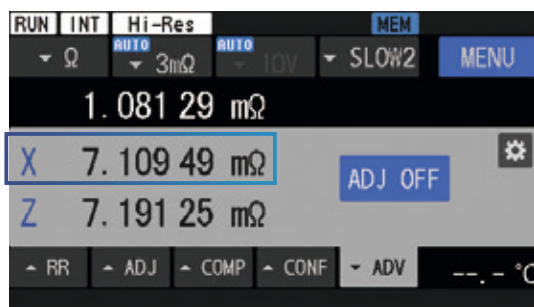 RUN INT Hi-Res MEM
Ω AUTO 3mΩ AUTO 10V SLOW2 MENU
1.081 29 mΩ
X 7.109 49 mΩ
ADJ OFF
Z 7.191 25 mΩ
RR ADJ COMP CONF ADV --.- °C